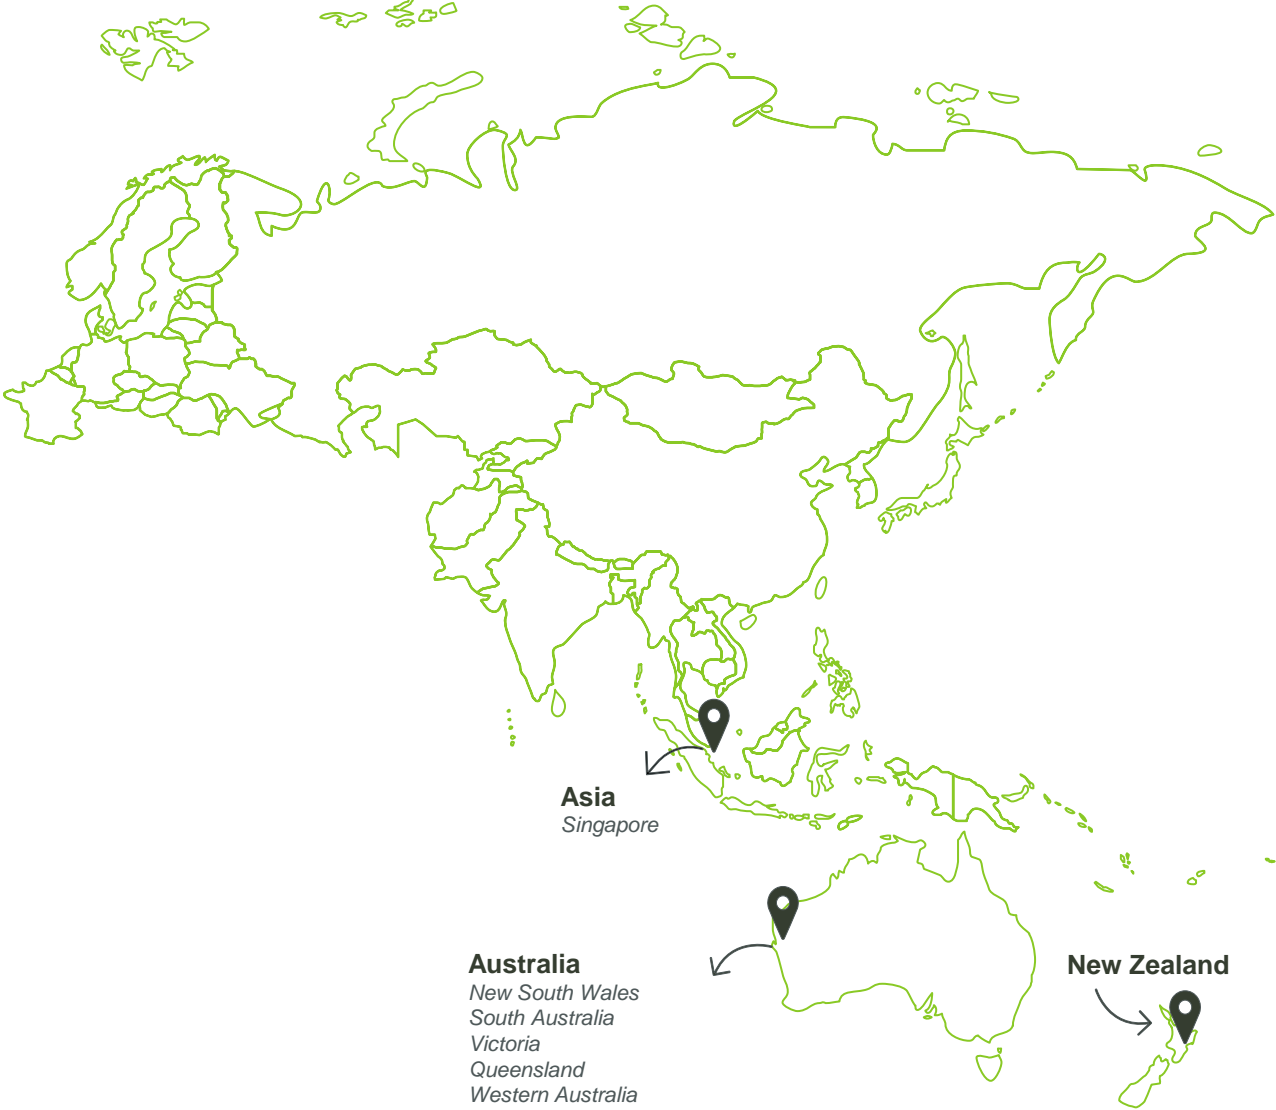 Asia
Singapore
Australia
New South Wales
South Australia
Victoria
Queensland
Western Australia
New Zealand